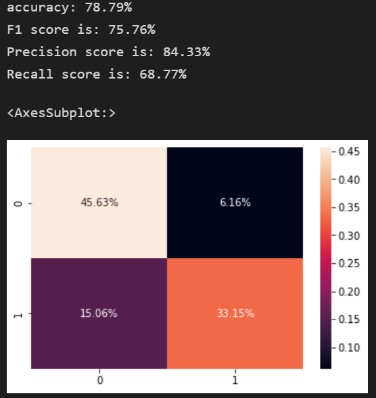 accuracy: 78.79%
F1 score is: 75.76%
Precision score is: 84.33%
Recall score is: 68.77%
<AxesSubplot:>
0.45
0 45.63% 6.16% 0.40
0.35
0.30
0.25
1 15.06% 33.15% 0.20
0.15
0.10
0 1